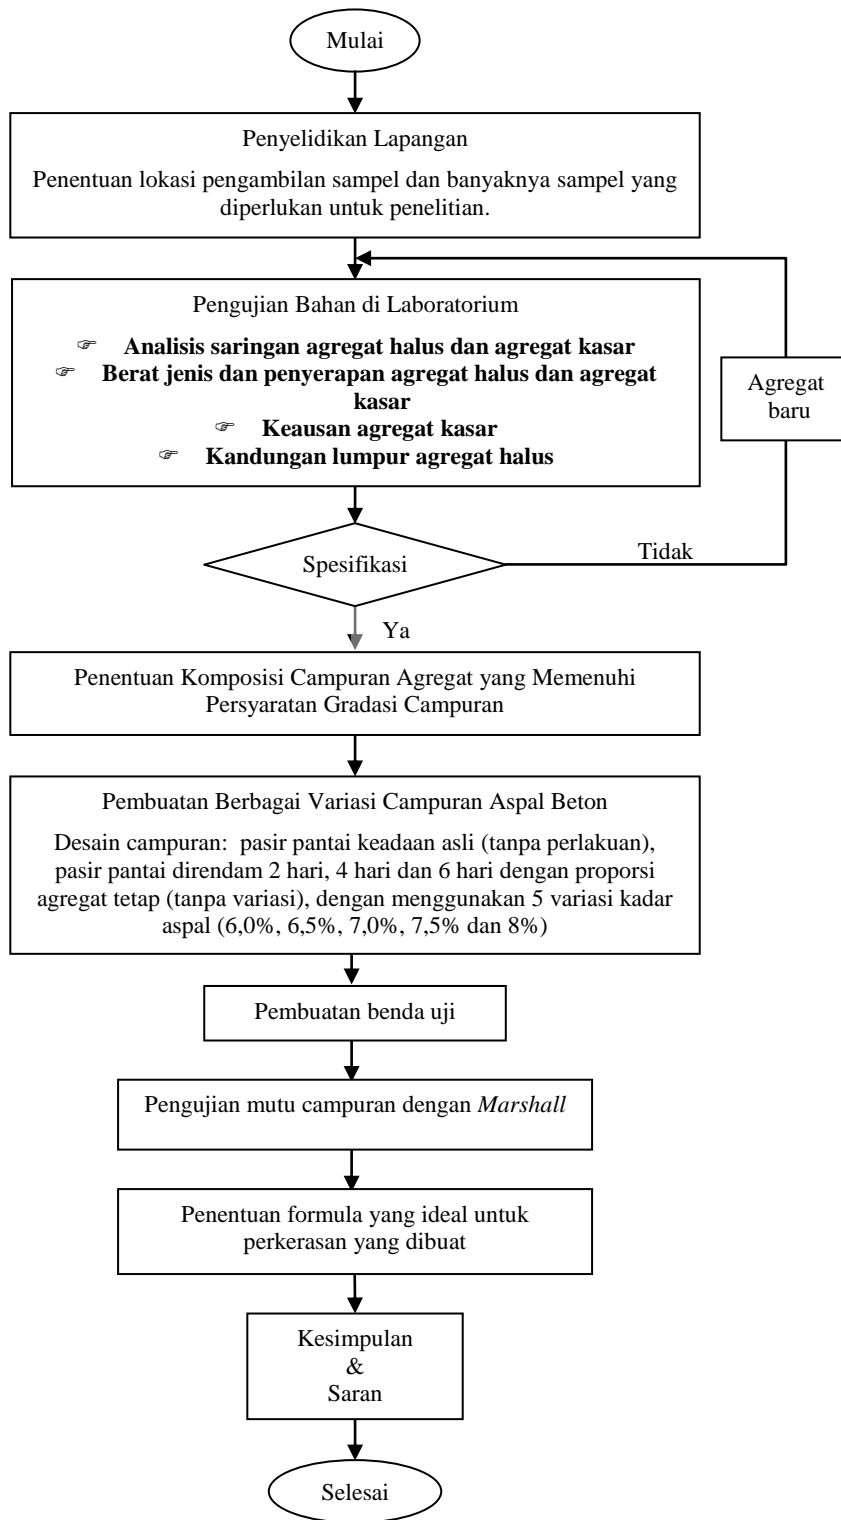 Mulai
Penyelidikan Lapangan
Penentuan lokasi pengambilan sampel dan banyaknya sampel yang
diperlukan untuk penelitian.
Pengujian Bahan di Laboratorium
☞ Analisis saringan agregat halus dan agregat kasar
☞ Berat jenis dan penyerapan agregat halus dan agregat
kasar
☞ Keausan agregat kasar
☞ Kandungan lumpur agregat halus
Agregat
baru
Spesifikasi
Tidak
Ya
Penentuan Komposisi Campuran Agregat yang Memenuhi
Persyaratan Gradasi Campuran
Pembuatan Berbagai Variasi Campuran Aspal Beton
Desain campuran: pasir pantai keadaan asli (tanpa perlakuan),
pasir pantai direndam 2 hari, 4 hari dan 6 hari dengan proporsi
agregat tetap (tanpa variasi), dengan menggunakan 5 variasi kadar
aspal (6,0%, 6,5%, 7,0%, 7,5% dan 8%)
Pembuatan benda uji
Pengujian mutu campuran dengan Marshall
Penentuan formula yang ideal untuk
perkerasan yang dibuat
Kesimpulan
&
Saran
Selesai